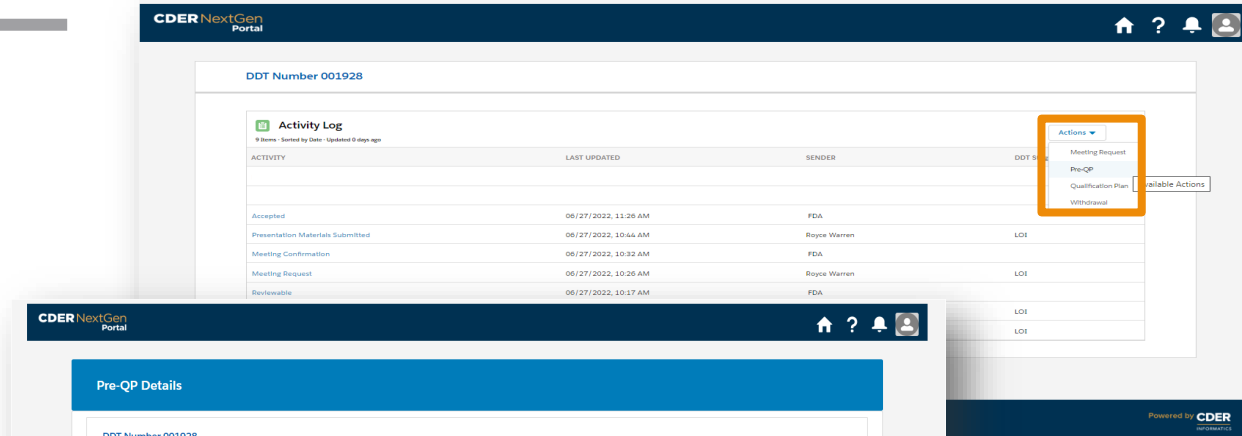 CDER NextGen
Portal
?
DDT Number 001928
Activity Log
9 Items · Sorted by Date · Updated 0 days ago
Actions
ACTIVITY LAST UPDATED SENDER
Meeting Request
Pre-QP
Qualification Plan
Available Actions
Withdrawal
Accepted 06/27/2022, 11:26 AM FDA
Presentation Materials Submitted 06/27/2022, 10:44 AM Royce Warren LOI
Meeting Confirmation 06/27/2022, 10:32 AM FDA
Meeting Request 06/27/2022, 10:26 AM Royce Warren LOI
Reviewable 06/27/2022, 10:17 AM FDA
LOI
LOI
CDER NextGen
Portal
?
Pre-QP Details
DDT Number 001928
Powered by CDER
INFORMATICS